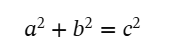 a² + b² = c²